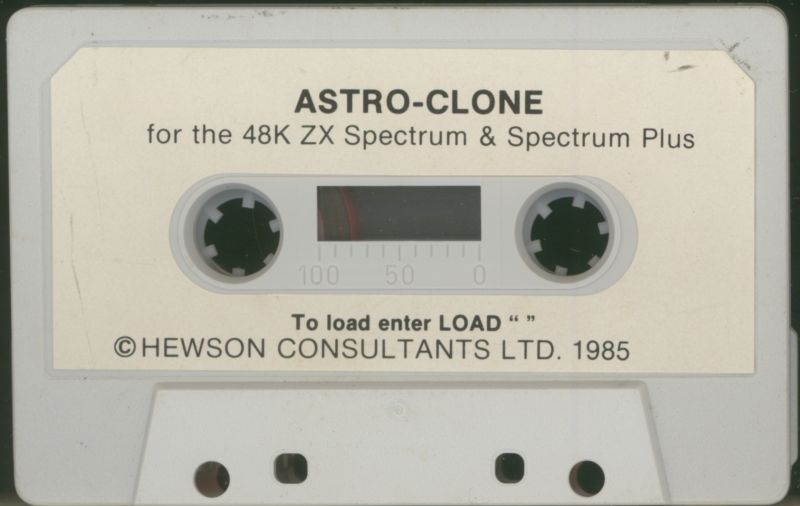 ASTRO-CLONE
for the 48K ZX Spectrum & Spectrum Plus
100 50 0
To load enter LOAD “ ”
©HEWSON CONSULTANTS LTD. 1985